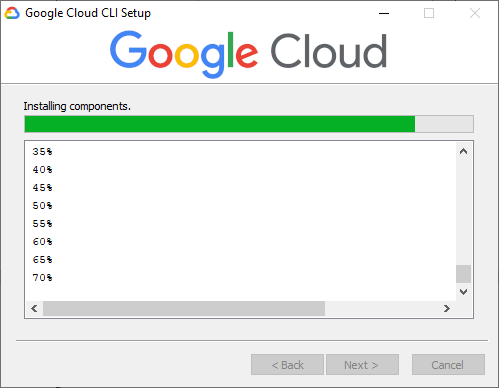 Google Cloud CLI Setup
Google Cloud
Installing components.
35%
40%
45%
50%
55%
60%
65%
70%
< Back
Next >
Cancel